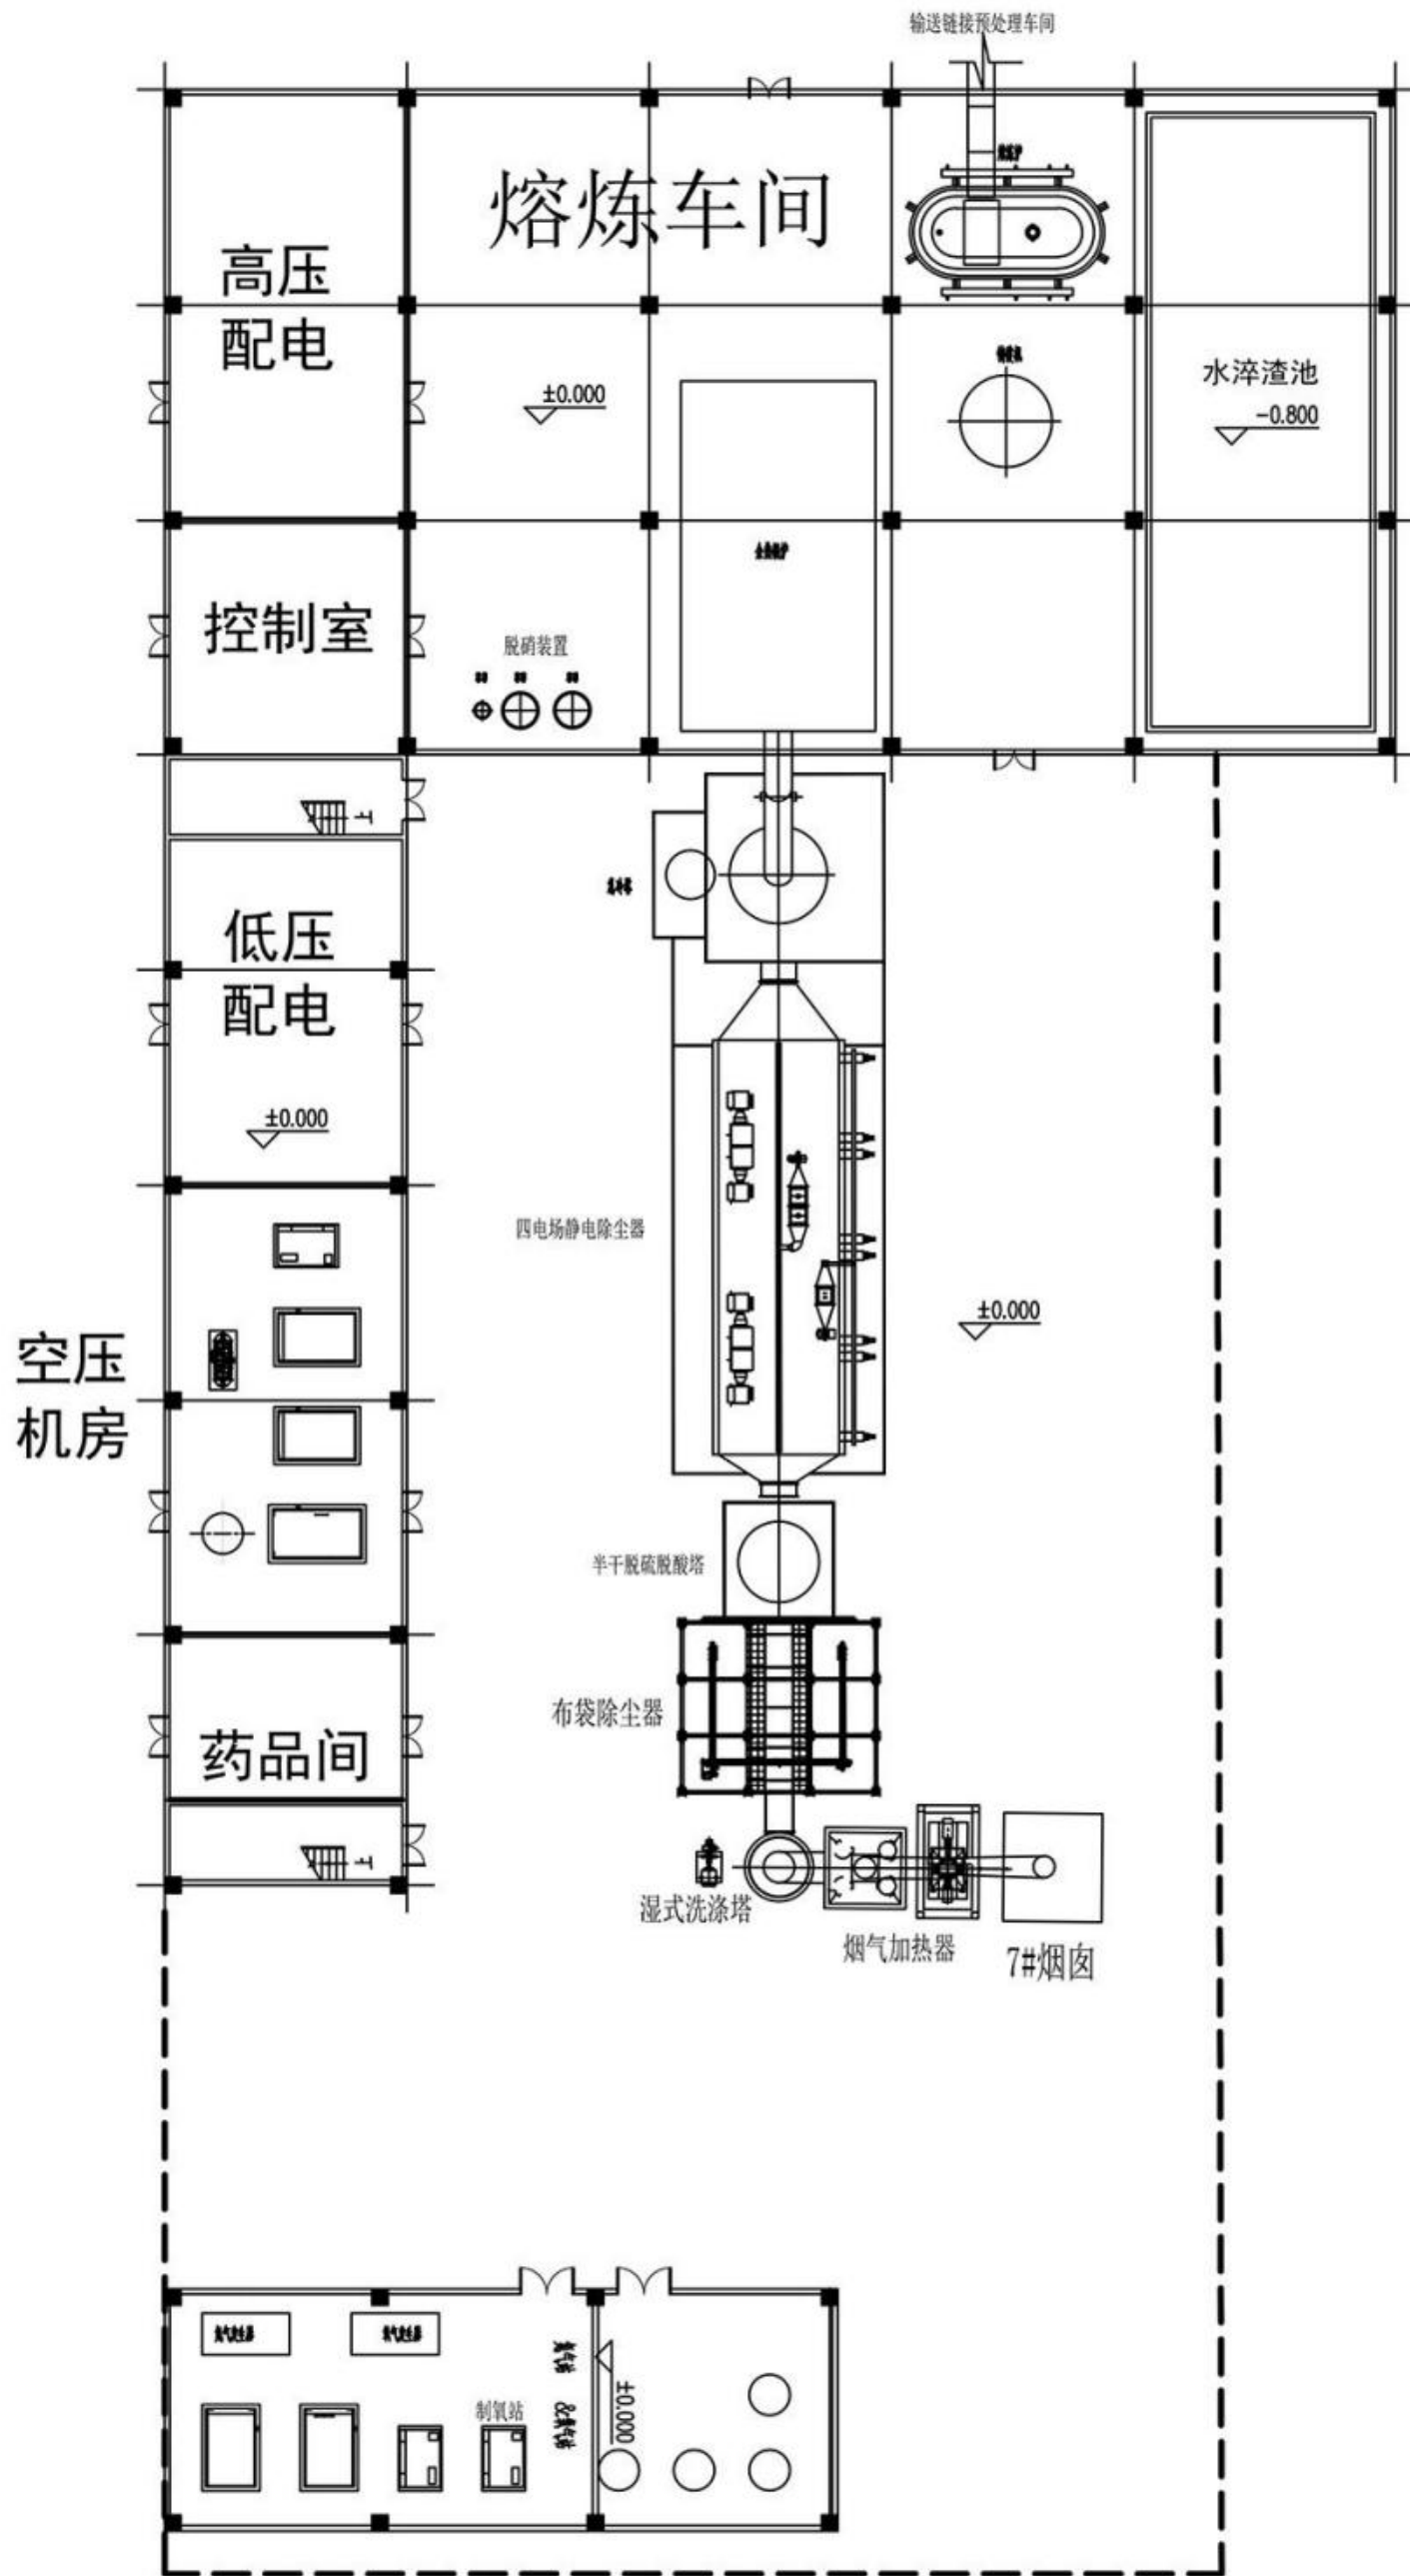 输送链接预处理车间
熔炼车间
高压
配电
±0.000
水淬渣池
-0.800
控制室
脱硝装置
上
低压
配电
±0.000
四电场静电除尘器
±0.000
空压
机房
半干脱硫脱酸塔
布袋除尘器
药品间
上
湿式洗涤塔
烟气加热器
7#烟囱
制氧站
±0.000